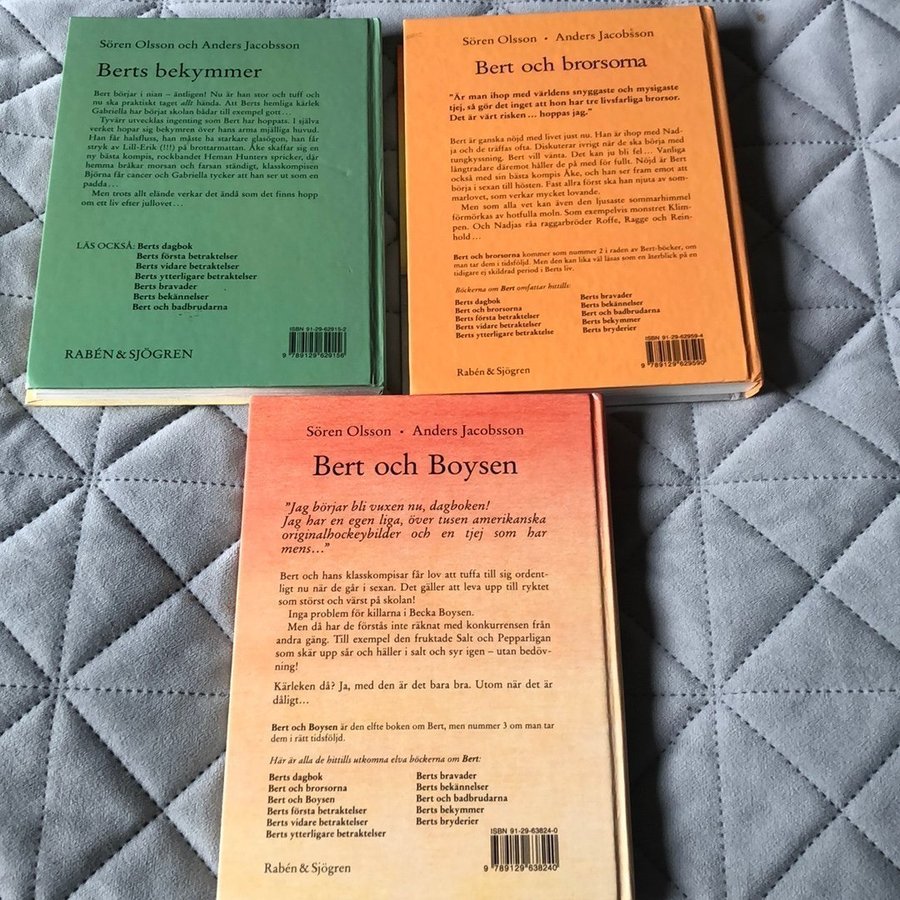 Sören Olsson och Anders Jacobsson
Berts bekymmer
Bert börjar i nian – äntligen! Nu är han stor och tuff och
nu ska praktiskt taget allt hända. Att Berts hemliga kärlek
Gabriella har börjat skolan bådar till exempel gott…
Tyvärr utvecklas ingenting som Bert har hoppats. I själva
verket hopar sig bekymren över hans arma mjälliga huvud.
Han får halsfluss, han måste ha starkare glasögon, han får
stryk av Lill-Erik (!!!) på brottarmattan. Åke skaffar sig en
ny bästa kompis, rockbandet Heman Hunters spricker, där
hemma bråkar morsan och farsan ständigt, klasskompisen
Björna får cancer och Gabriella tycker att han ser ut som en
padda…
Men trots allt elände verkar det ändå som det finns hopp
om ett liv efter jullovet…
LÄS OCKSÅ: Berts dagbok
Berts första betraktelser
Berts vidare betraktelser
Berts ytterligare betraktelser
Berts bravader
Berts bekännelser
Bert och badbrudarna
ISBN 91-29-62915-2
9 789129 629156
RABÉN & SJÖGREN
Sören Olsson · Anders Jacobsson
Bert och brorsorna
"Är man ihop med världens snyggaste och mysigaste
tjej, så gör det inget att hon har tre livsfarliga brorsor.
Det är värt risken… hoppas jag."
Bert är ganska nöjd med livet just nu. Han är ihop med Nad-
ja och de träffas ofta. Diskuterar ivrigt när de ska börja med
tungkyssning. Bert vill vänta. Det kan ju bli fel… Vanliga
långtradare däremot håller de på med för fullt. Nöjd är Bert
också med sin bästa kompis Åke, och han ser fram emot att
börja i sexan till hösten. Fast allra först ska han njuta av som-
marlovet, som verkar mycket lovande.
Men som alla vet kan även den ljusaste sommarhimmel
förmörkas av hotfulla moln. Som exempelvis monstret Klim-
pen. Och Nadjas råa raggarbröder Roffe, Ragge och Rein-
hold…
Bert och brorsorna kommer som nummer 2 i raden av Bert-böcker, om
man tar dem i tidsföljd. Men den kan lika väl läsas som en återblick på en
tidigare ej skildrad period i Berts liv.
Böckerna om Bert omfattar hittills:
Berts dagbok
Bert och brorsorna
Berts första betraktelser
Berts vidare betraktelser
Berts ytterligare betraktelse
Berts bravader
Berts bekännelser
Bert och badbrudarna
Berts bekymmer
Berts bryderier
ISBN 91-29-62959-4
9 789129 629590
Rabén & Sjögren
Sören Olsson · Anders Jacobsson
Bert och Boysen
"Jag börjar bli vuxen nu, dagboken!
Jag har en egen liga, över tusen amerikanska
originalhockeybilder och en tjej som har
mens…"
Bert och hans klasskompisar får lov att tuffa till sig ordent-
ligt nu när de går i sexan. Det gäller att leva upp till ryktet
som störst och värst på skolan!
Inga problem för killarna i Becka Boysen.
Men då har de förstås inte räknat med konkurrensen från
andra gäng. Till exempel den fruktade Salt och Pepparligan
som skär upp sår och häller i salt och syr igen – utan bedöv-
ning!
Kärleken då? Ja, med den är det bara bra. Utom när det är
dåligt…
Bert och Boysen är den elfte boken om Bert, men nummer 3 om man tar
dem i rätt tidsföljd.
Här är alla de hittills utkomna elva böckerna om Bert:
Berts dagbok
Bert och brorsorna
Bert och Boysen
Berts första betraktelser
Berts vidare betraktelser
Berts ytterligare betraktelser
Berts bravader
Berts bekännelser
Bert och badbrudarna
Berts bekymmer
Berts bryderier
ISBN 91-29-63824-0
9 789129 638240
Rabén & Sjögren